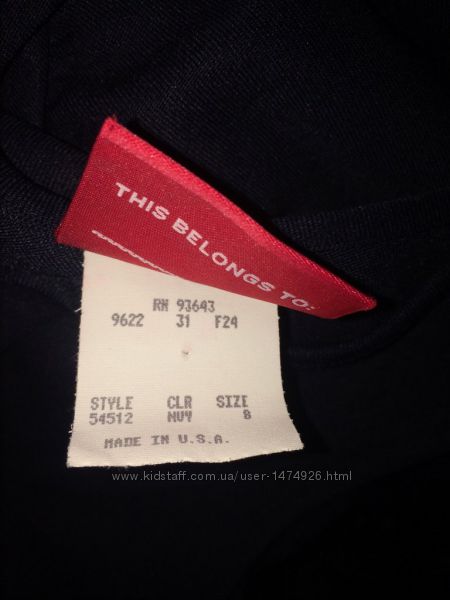 THIS BELONGS TO:
RN 93643
9622 31 F24
STYLE CLR SIZE
54512 NVY 8
MADE IN U.S.A.
www.kidstaff.com.ua/user-1474926.html